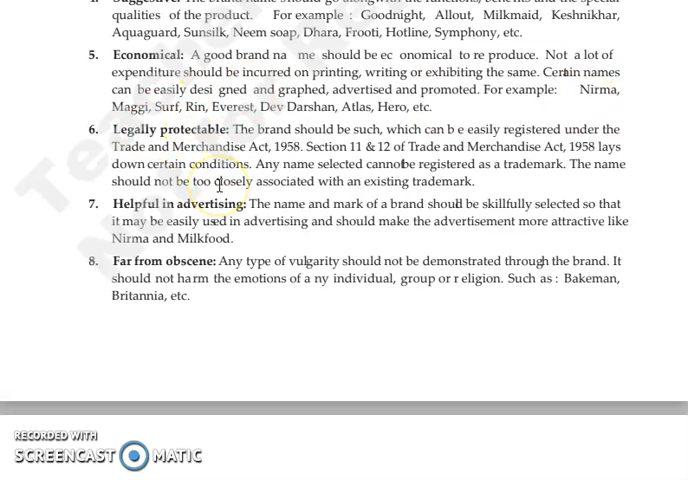 qualities of the product. For example : Goodnight, Allout, Milkmaid, Keshnikhar,
Aquaguard, Sunsilk, Neem soap, Dhara, Frooti, Hotline, Symphony, etc.
5. Economical: A good brand na me should be ec onomical to re produce. Not a lot of
expenditure should be incurred on printing, writing or exhibiting the same. Certain names
can be easily desi gned and graphed, advertised and promoted. For example: Nirma,
Maggi, Surf, Rin, Everest, Dev Darshan, Atlas, Hero, etc.
6. Legally protectable: The brand should be such, which can b e easily registered under the
Trade and Merchandise Act, 1958. Section 11 & 12 of Trade and Merchandise Act, 1958 lays
down certain conditions. Any name selected cannot be registered as a trademark. The name
should not be too closely associated with an existing trademark.
7. Helpful in advertising: The name and mark of a brand should be skillfully selected so that
it may be easily used in advertising and should make the advertisement more attractive like
Nirma and Milkfood.
8. Far from obscene: Any type of vulgarity should not be demonstrated through the brand. It
should not ha rm the emotions of a ny individual, group or r eligion. Such as : Bakeman,
Britannia, etc.
RECORDED WITH
SCREENCAST MATIC